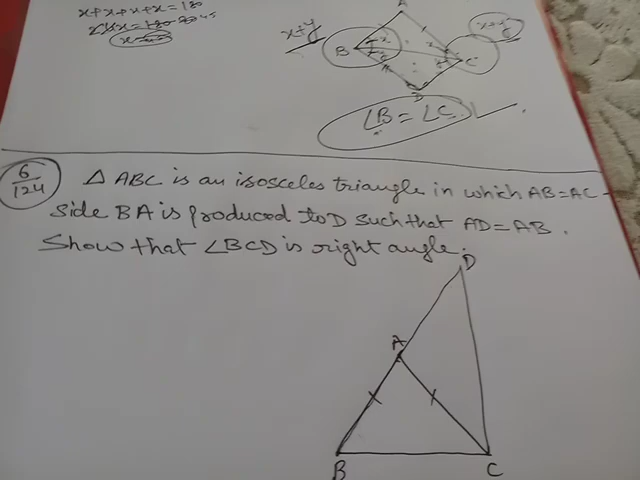 x+x+x+x=180
x+y
B
C
∠B=∠C
6/124
△ ABC is an isosceles triangle in which AB=AC-
side BA is produced to D such that AD=AB.
Show that ∠BCD is right angle.
D
A
B
C